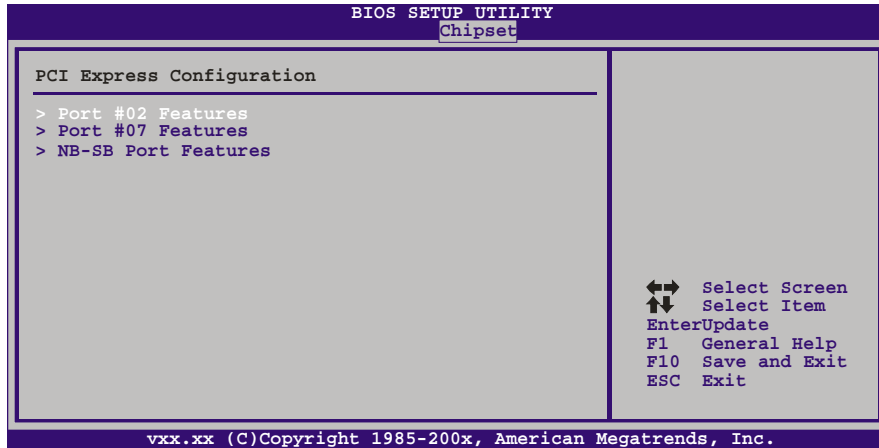 BIOS SETUP UTILITY
Chipset
PCI Express Configuration
> Port #02 Features
> Port #07 Features
> NB-SB Port Features
Select Screen
Select Item
EnterUpdate
F1 General Help
F10 Save and Exit
ESC Exit
vxx.xx (C)Copyright 1985-200x, American Megatrends, Inc.